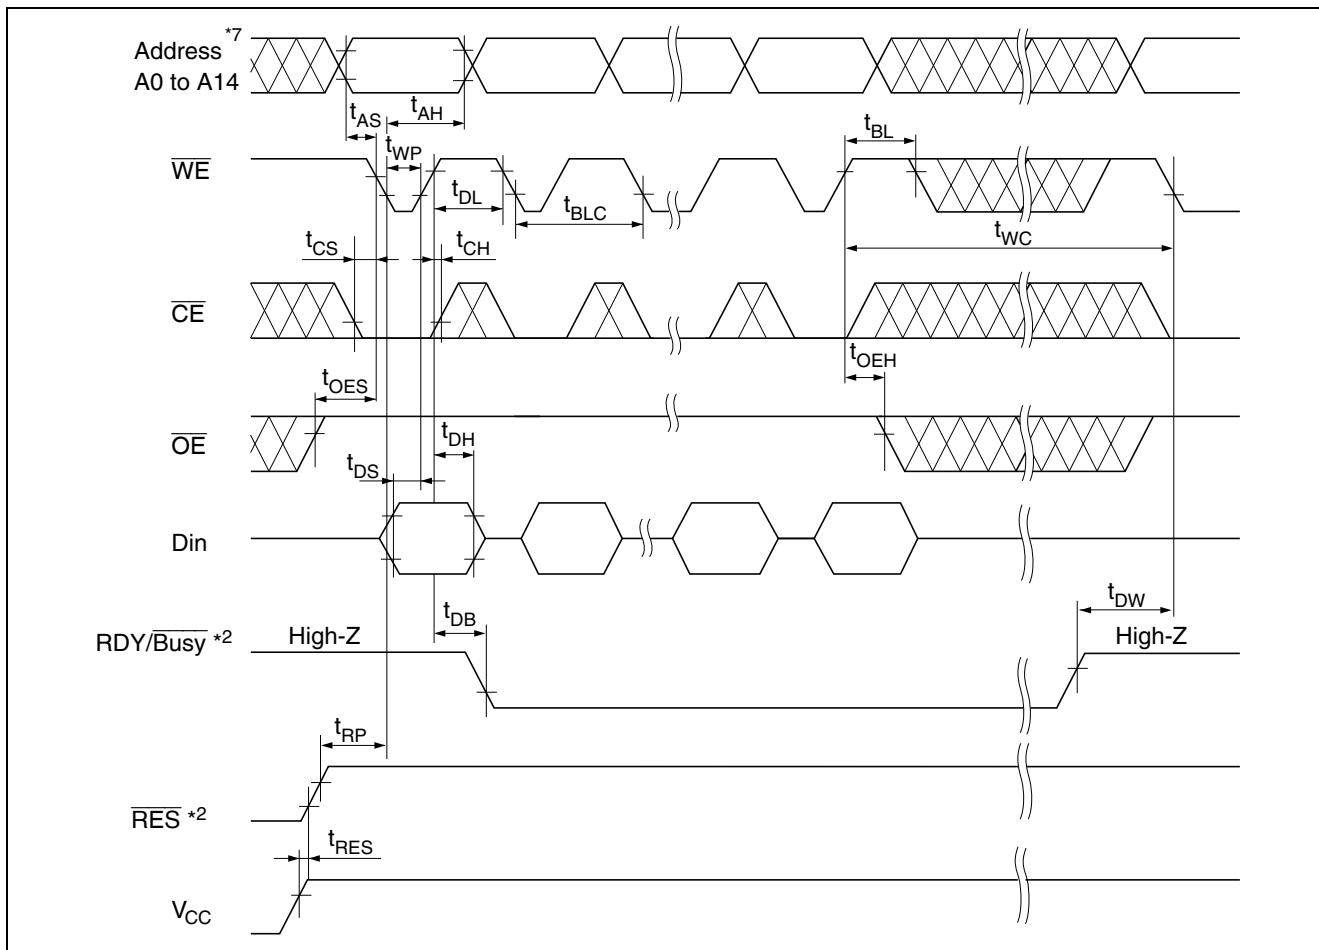 Address *7
A0 to A14
tAS
tAH
tWP
tBL
WE
tDL
tBLC
tWC
tCS
tCH
CE
tOEH
tOES
OE
tDH
tDS
Din
tDB
tDW
RDY/Busy *2
High-Z
High-Z
tRP
RES *2
tRES
VCC